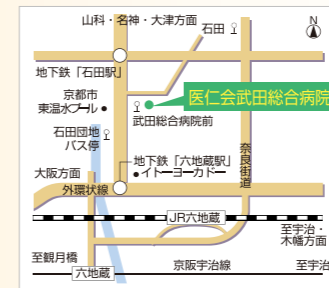 山科・名神・大津方面
石田
N
地下鉄「石田駅」
京都市
東温水プール
医仁会武田総合病院
武田総合病院前
石田団地
バス停
地下鉄「六地蔵駅」
イトーヨーカドー
奈良街道
大阪方面
外環状線
JR六地蔵
至宇治・
木幡方面
至観月橋
六地蔵
京阪宇治線
至宇治